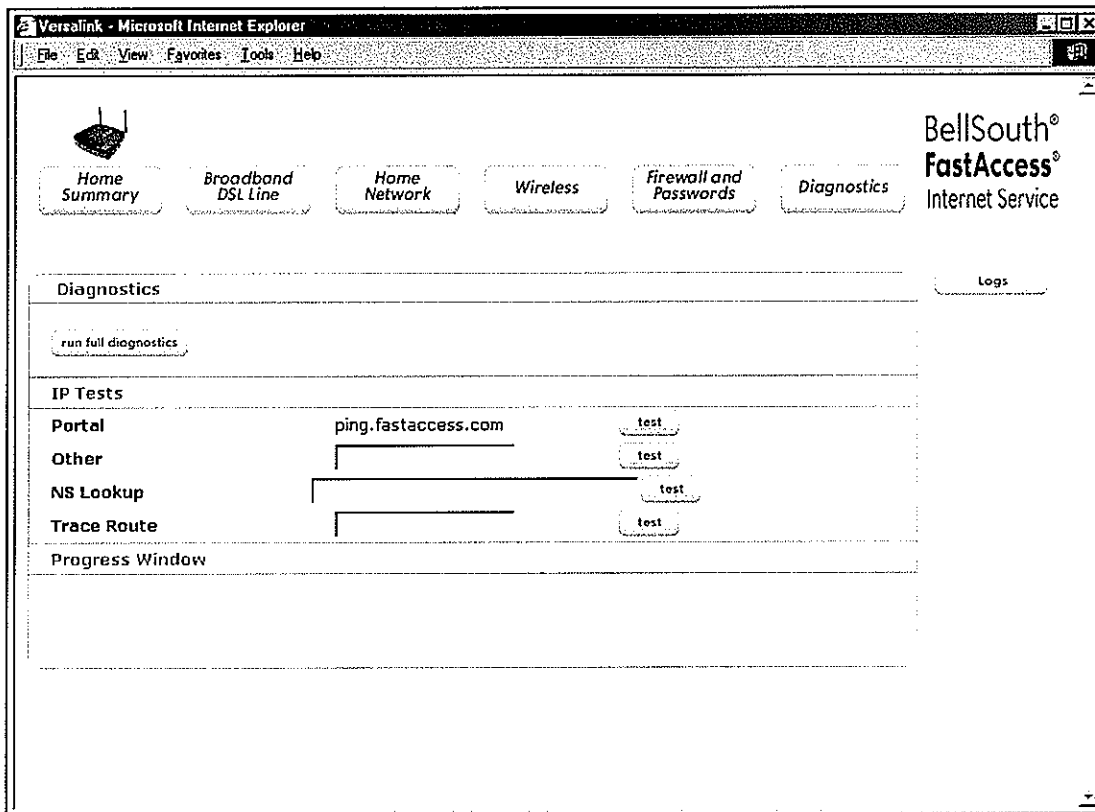 Versalink - Microsoft Internet Explorer
File Edit View Favorites Tools Help
BellSouth®
FastAccess®
Internet Service
Home Summary
Broadband DSL Line
Home Network
Wireless
Firewall and Passwords
Diagnostics
Diagnostics
Logs
run full diagnostics
IP Tests
Portal ping.fastaccess.com test
Other test
NS Lookup test
Trace Route test
Progress Window